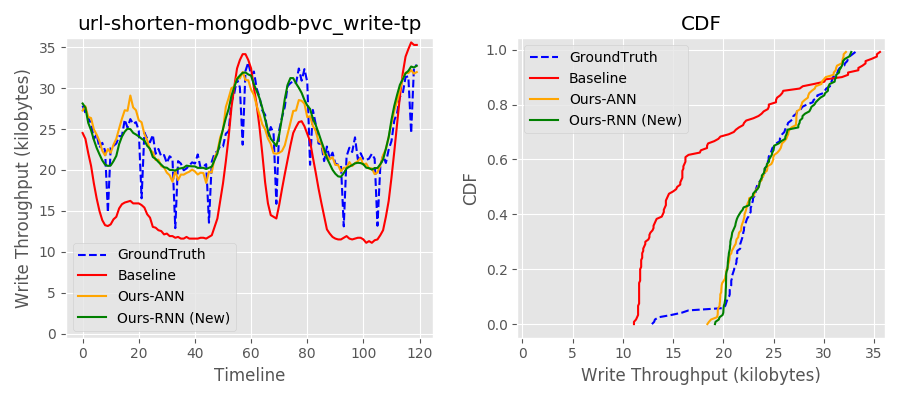 url-shorten-mongodb-pvc_write-tp
Write Throughput (kilobytes)
35
30
25
20
15
10
5
0
GroundTruth
Baseline
Ours-ANN
Ours-RNN (New)
0 20 40 60 80 100 120
Timeline
CDF
CDF
1.0
0.8
0.6
0.4
0.2
0.0
GroundTruth
Baseline
Ours-ANN
Ours-RNN (New)
0 5 10 15 20 25 30 35
Write Throughput (kilobytes)